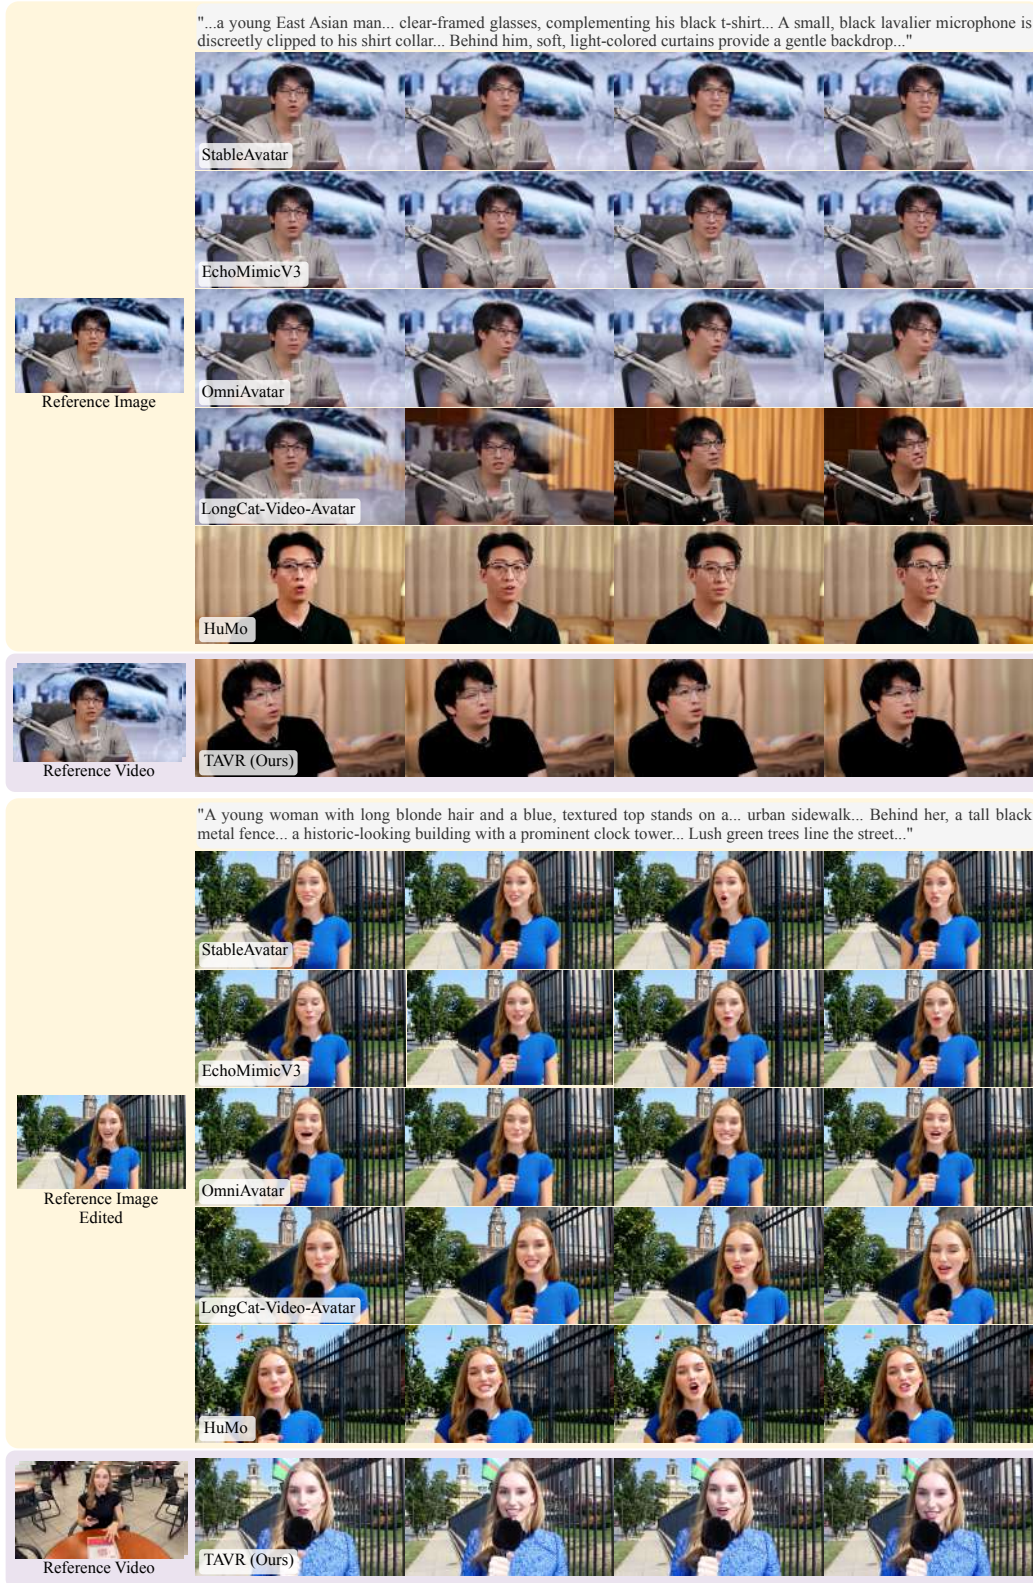 "...a young East Asian man... clear-framed glasses, complementing his black t-shirt... A small, black lavalier microphone is
discreetly clipped to his shirt collar... Behind him, soft, light-colored curtains provide a gentle backdrop..."
StableAvatar
EchoMimicV3
OmniAvatar
Reference Image
LongCat-Video-Avatar
HuMo
TAVR (Ours)
Reference Video
"A young woman with long blonde hair and a blue, textured top stands on a... urban sidewalk... Behind her, a tall black
metal fence... a historic-looking building with a prominent clock tower... Lush green trees line the street..."
StableAvatar
EchoMimicV3
OmniAvatar
Reference Image
Edited
LongCat-Video-Avatar
HuMo
TAVR (Ours)
Reference Video